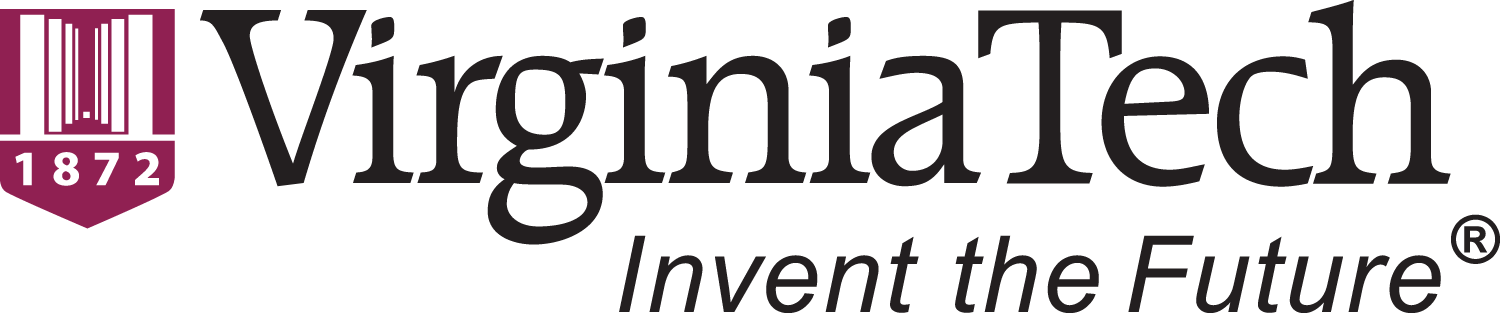 1872
VirginiaTech
Invent the Future®